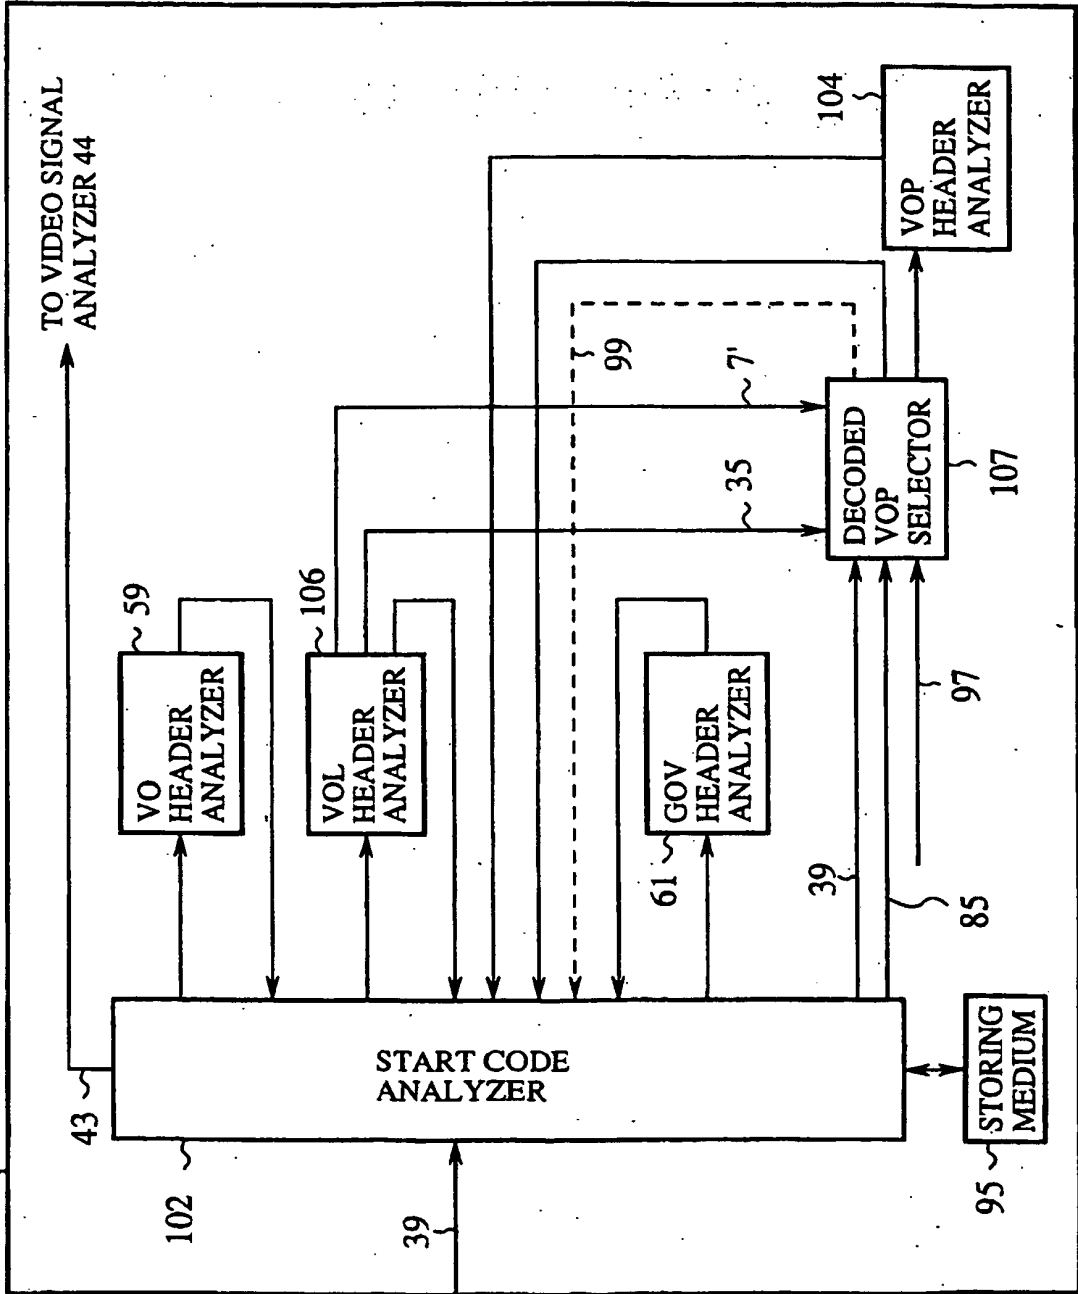 TO VIDEO SIGNAL
ANALYZER 44
43
102
START CODE
ANALYZER
39
59
VO
HEADER
ANALYZER
106
VOL
HEADER
ANALYZER
61
GOV
HEADER
ANALYZER
99
7'
35
104
VOP
HEADER
ANALYZER
DECODED
VOP
SELECTOR
107
39
85
97
STORING
MEDIUM
95